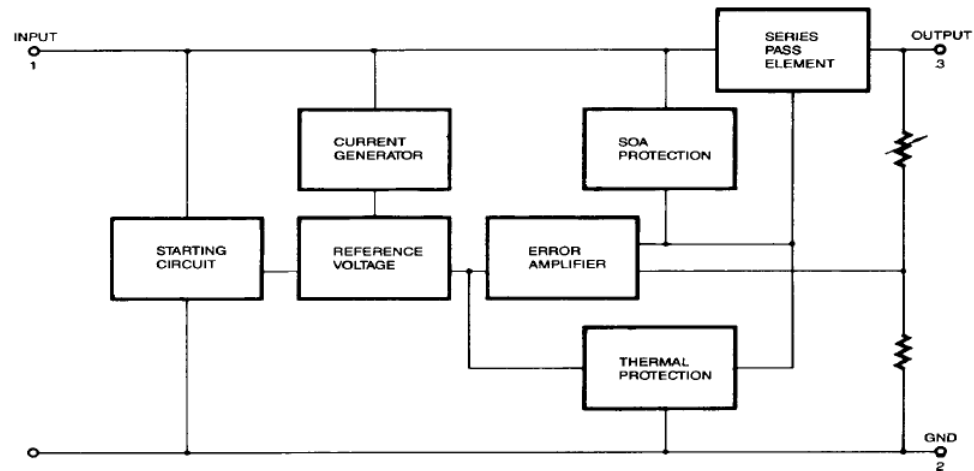 INPUT
1
SERIES
PASS
ELEMENT
OUTPUT
3
CURRENT
GENERATOR
SOA
PROTECTION
STARTING
CIRCUIT
REFERENCE
VOLTAGE
ERROR
AMPLIFIER
THERMAL
PROTECTION
GND
2